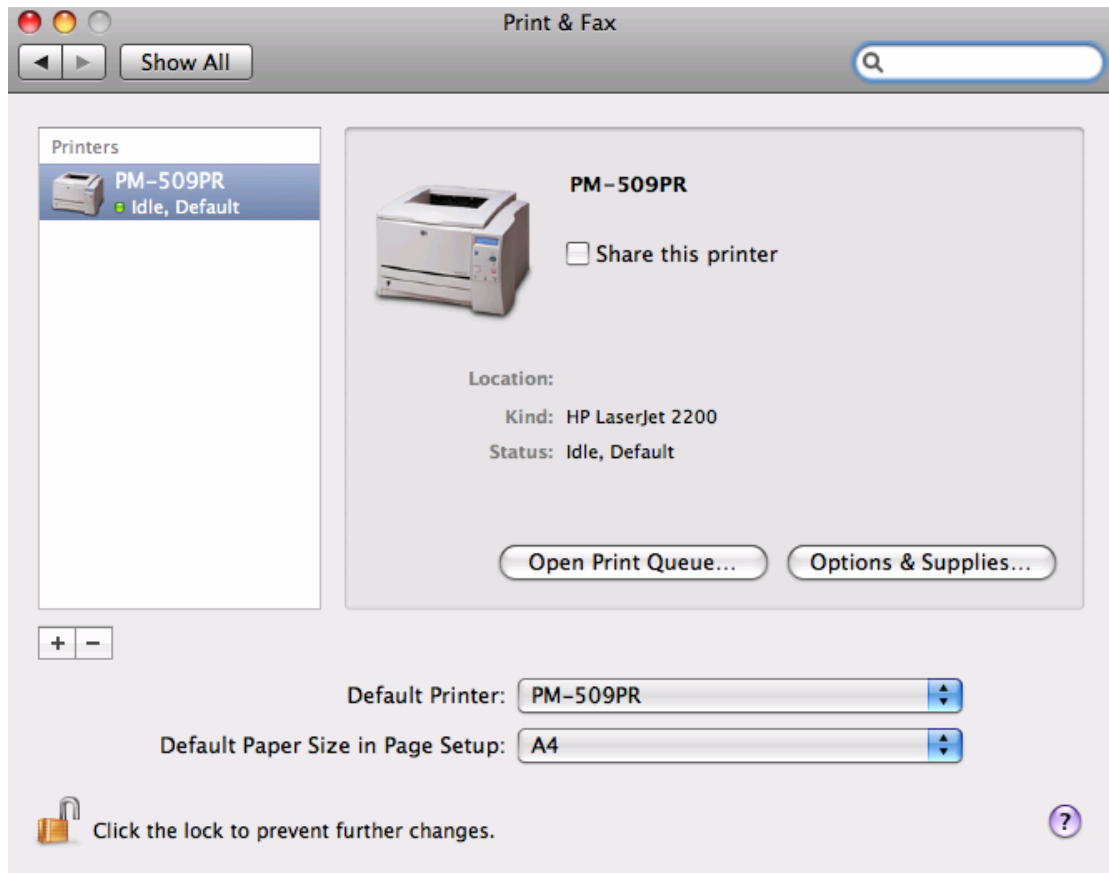 Print & Fax
Show All
Printers
PM-509PR
Idle, Default
PM-509PR
Share this printer
Location:
Kind: HP LaserJet 2200
Status: Idle, Default
Open Print Queue... Options & Supplies...
+ −
Default Printer: PM-509PR
Default Paper Size in Page Setup: A4
Click the lock to prevent further changes. ?